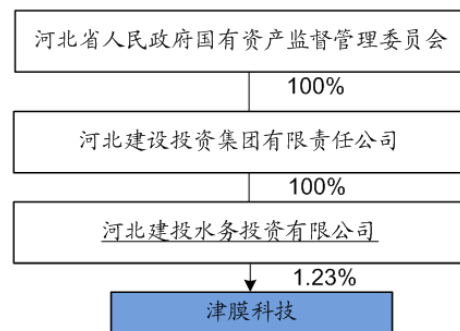 河北省人民政府国有资产监督管理委员会
100%
河北建设投资集团有限责任公司
100%
河北建投水务投资有限公司
1.23%
津膜科技